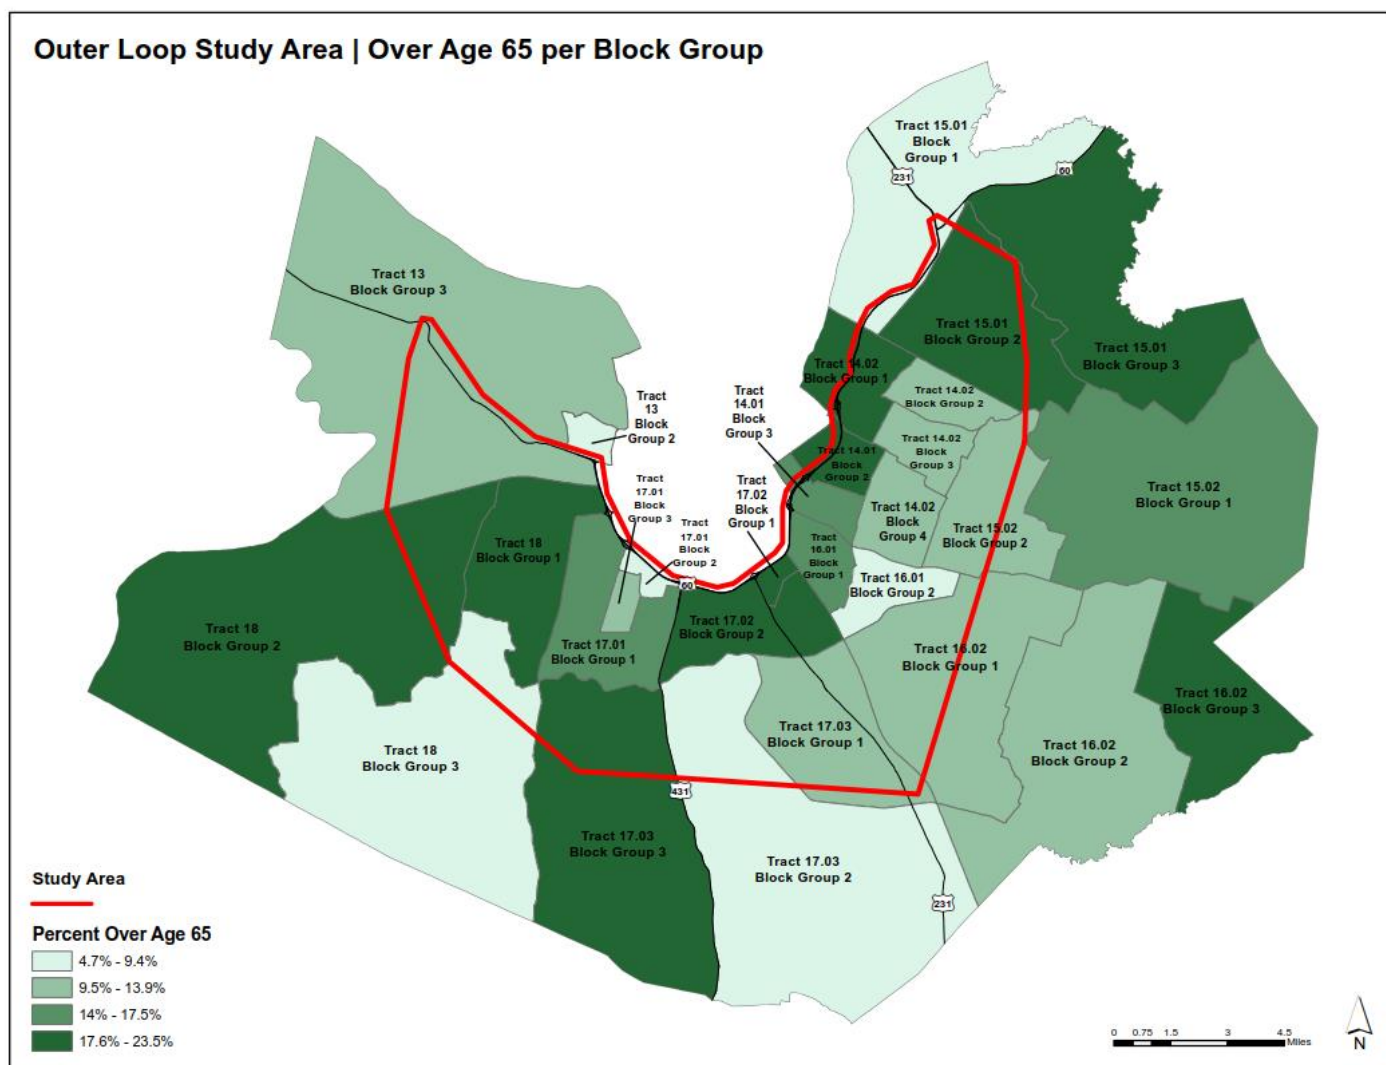 Outer Loop Study Area | Over Age 65 per Block Group
Tract 15.01
Block
Group 1
231
60
Tract 13
Block Group 3
Tract 15.01
Block Group 2
Tract 15.01
Block Group 3
Tract 14.02
Block Group 1
Tract 14.02
Block Group 2
Tract
13
Block
Group 2
Tract
14.01
Block
Group 3
Tract 14.02
Block
Group 3
Tract 14.01
Block
Group 2
Tract
17.01
Block
Group 3
Tract
17.02
Block
Group 1
Tract 15.02
Block Group 1
Tract 14.02
Block
Group 4
Tract 15.02
Block Group 2
Tract
17.01
Block
Group 2
Tract 18
Block Group 1
Tract
16.01
Block
Group 1
Tract 16.01
Block Group 2
60
Tract 18
Block Group 2
Tract 17.01
Block Group 1
Tract 17.02
Block Group 2
Tract 16.02
Block Group 1
Tract 16.02
Block Group 3
Tract 17.03
Block Group 1
Tract 16.02
Block Group 2
Tract 18
Block Group 3
431
Tract 17.03
Block Group 3
Tract 17.03
Block Group 2
231
Study Area
Percent Over Age 65
4.7% - 9.4%
9.5% - 13.9%
14% - 17.5%
17.6% - 23.5%
0 0.75 1.5 3 4.5
Miles
N